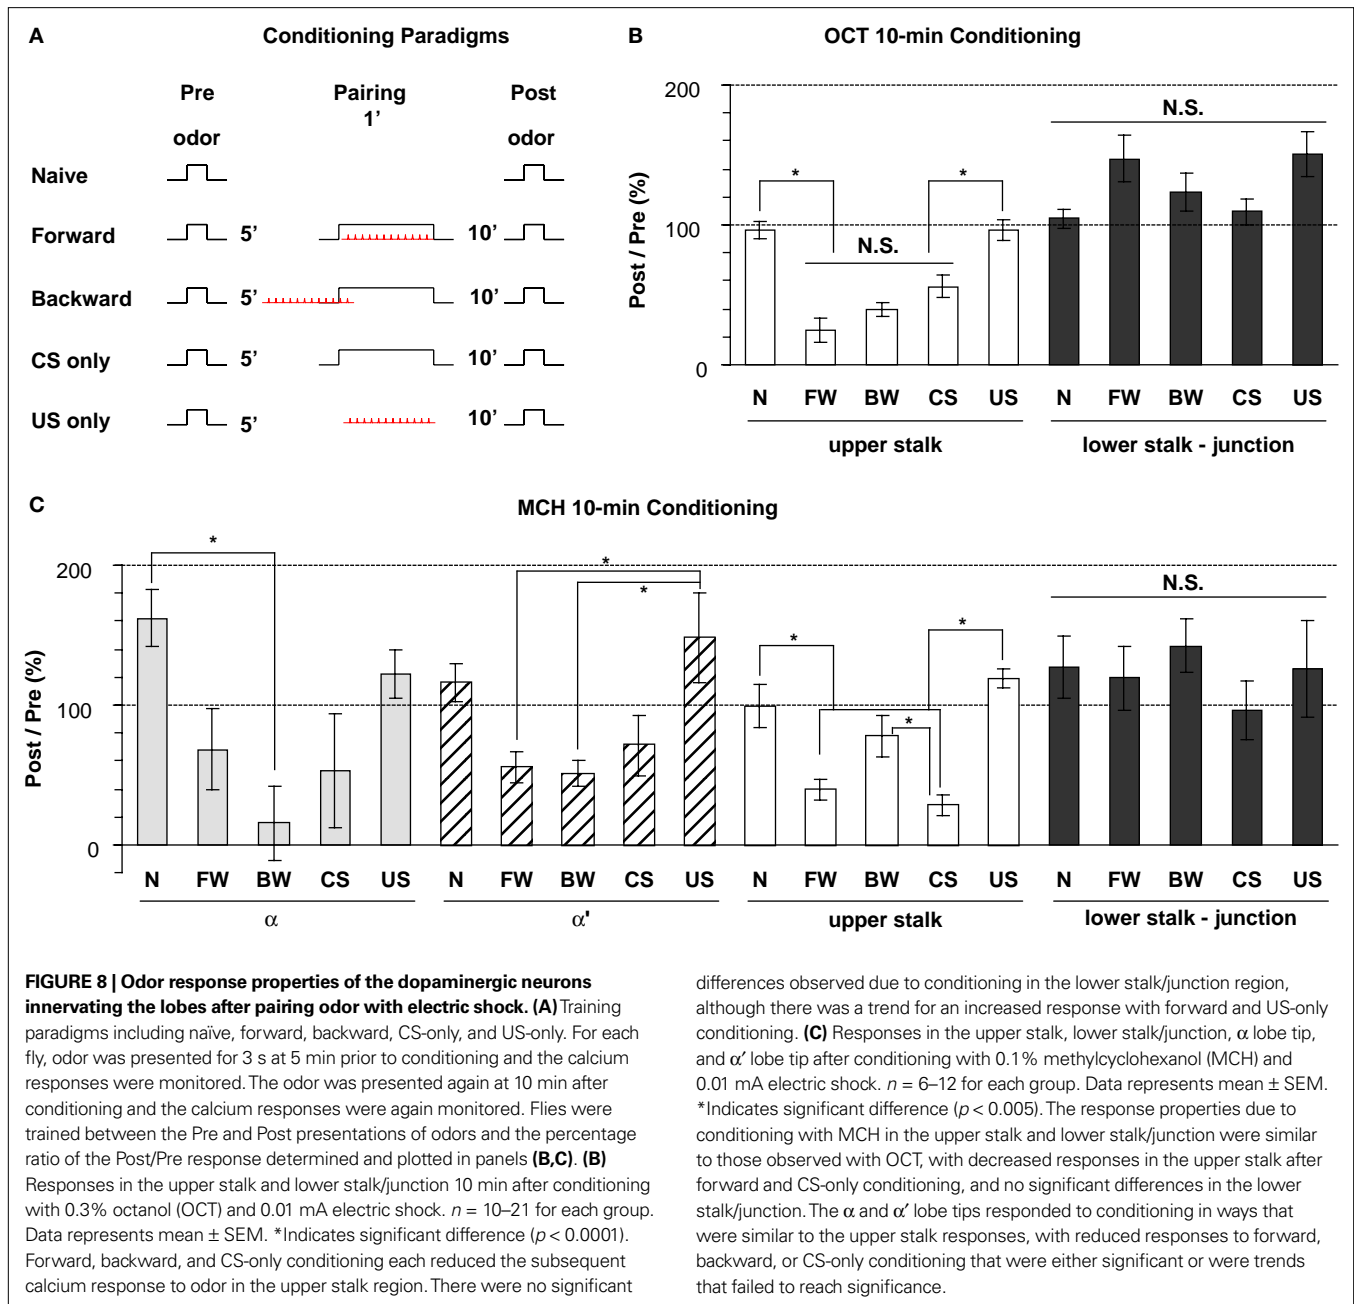 A
Conditioning Paradigms
Pre
Pairing
Post
1’
odor
odor
Naive
Forward
5’
10’
Backward
5’
10’
CS only
5’
10’
US only
5’
10’
B
OCT 10-min Conditioning
Post / Pre (%)
200
100
0
*
N.S.
*
N.S.
N FW BW CS US N FW BW CS US
upper stalk
lower stalk - junction
C
MCH 10-min Conditioning
Post / Pre (%)
200
100
0
*
*
*
*
*
*
N.S.
N FW BW CS US N FW BW CS US N FW BW CS US N FW BW CS US
α
α'
upper stalk
lower stalk - junction
FIGURE 8 | Odor response properties of the dopaminergic neurons
innervating the lobes after pairing odor with electric shock. (A) Training
paradigms including naïve, forward, backward, CS-only, and US-only. For each
fly, odor was presented for 3 s at 5 min prior to conditioning and the calcium
responses were monitored. The odor was presented again at 10 min after
conditioning and the calcium responses were again monitored. Flies were
trained between the Pre and Post presentations of odors and the percentage
ratio of the Post/Pre response determined and plotted in panels (B,C). (B)
Responses in the upper stalk and lower stalk/junction 10 min after conditioning
with 0.3% octanol (OCT) and 0.01 mA electric shock. n = 10–21 for each group.
Data represents mean ± SEM. *Indicates significant difference (p < 0.0001).
Forward, backward, and CS-only conditioning each reduced the subsequent
calcium response to odor in the upper stalk region. There were no significant
differences observed due to conditioning in the lower stalk/junction region,
although there was a trend for an increased response with forward and US-only
conditioning. (C) Responses in the upper stalk, lower stalk/junction, α lobe tip,
and α′ lobe tip after conditioning with 0.1% methylcyclohexanol (MCH) and
0.01 mA electric shock. n = 6–12 for each group. Data represents mean ± SEM.
*Indicates significant difference (p < 0.005). The response properties due to
conditioning with MCH in the upper stalk and lower stalk/junction were similar
to those observed with OCT, with decreased responses in the upper stalk after
forward and CS-only conditioning, and no significant differences in the lower
stalk/junction. The α and α′ lobe tips responded to conditioning in ways that
were similar to the upper stalk responses, with reduced responses to forward,
backward, or CS-only conditioning that were either significant or were trends
that failed to reach significance.